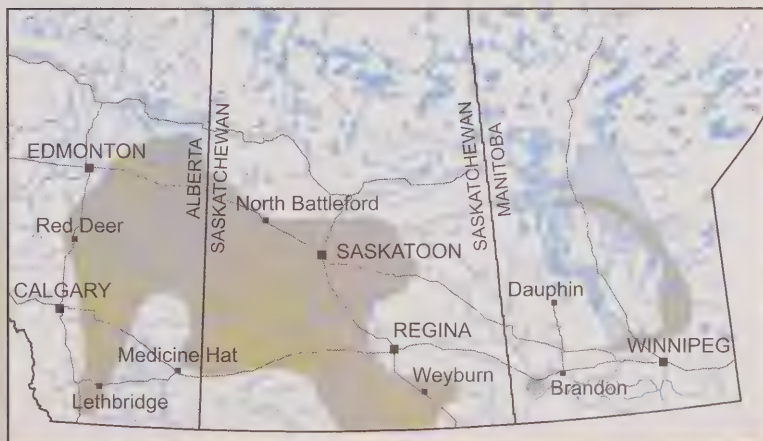 EDMONTON
ALBERTA
SASKATCHEWAN
SASKATCHEWAN
MANITOBA
North Battleford
Red Deer
SASKATOON
CALGARY
Dauphin
REGINA
WINNIPEG
Medicine Hat
Weyburn
Brandon
Lethbridge